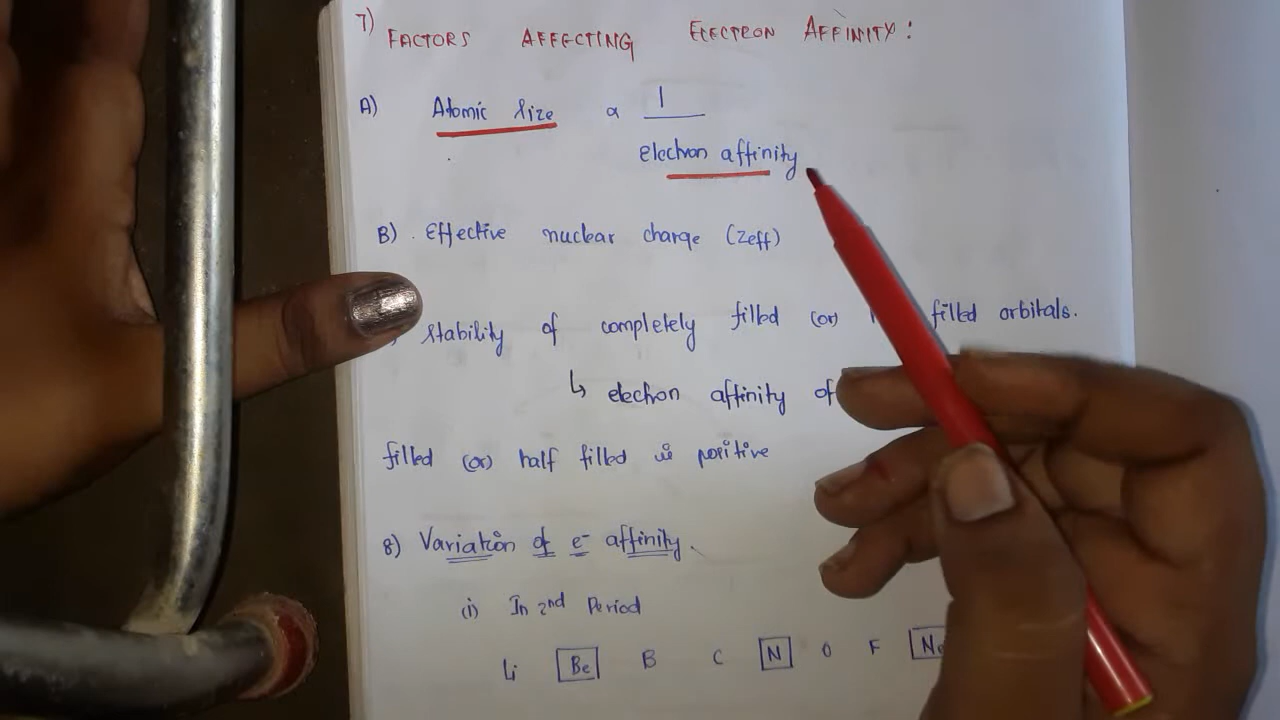 7) FACTORS AFFECTING ELECTRON AFFINITY:
A) Atomic size α 1
electron affinity
B). Effective nuclear charge (Zeff)
stability of completely filled (or) filled orbitals.
↳ electron affinity of
filled (or) half filled is positive
8) Variation of e- affinity.
(i) In 2nd Period
Li Be B C N O F